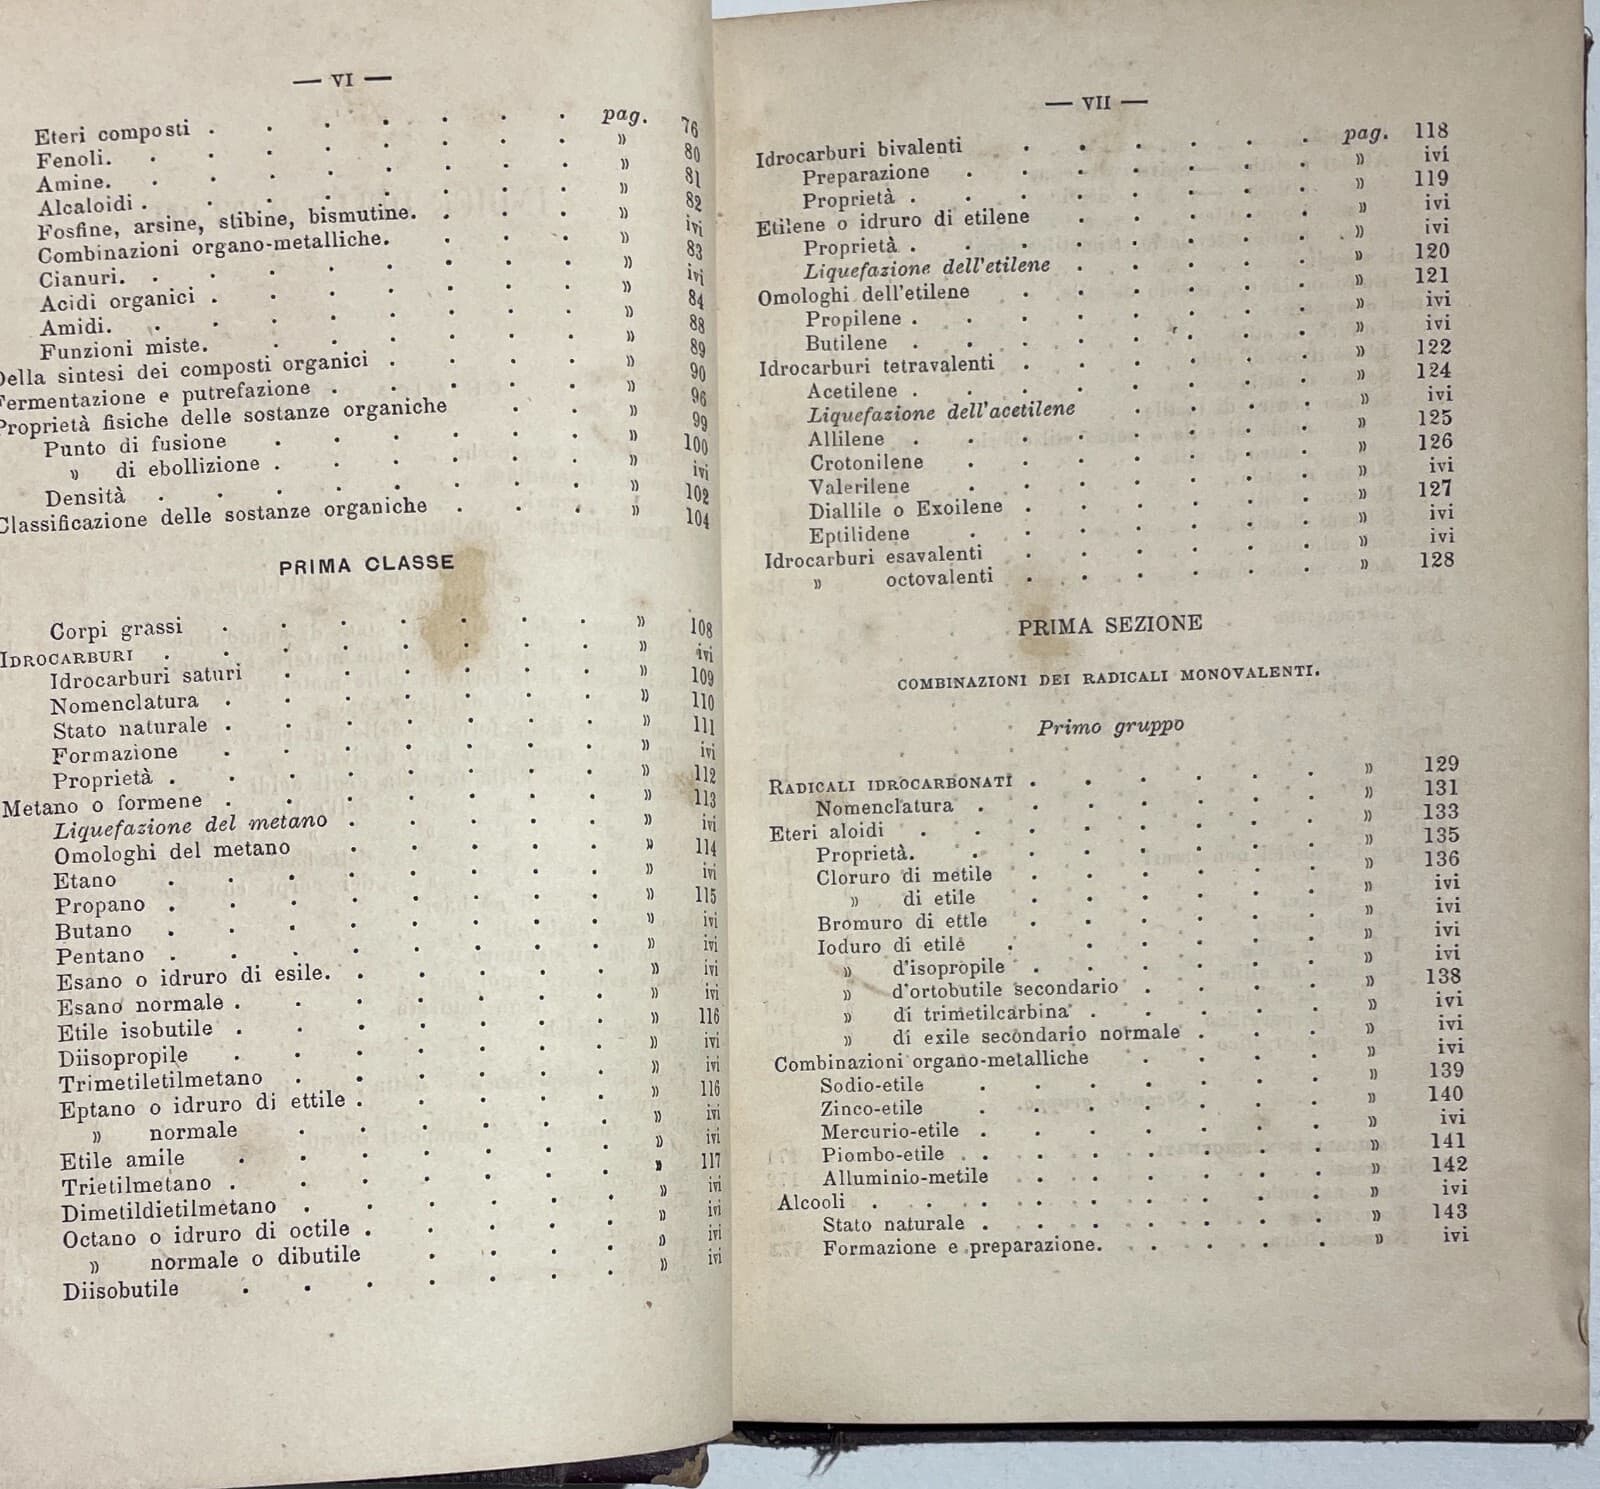 — VI —
Eteri composti . . . . . . . pag. 76
Fenoli. . . . . . . . » 80
Amine. . . . . . . . » 81
Alcaloidi . . . . . . . » 82
Fosfine, arsine, stibine, bismutine. . . . » ivi
Combinazioni organo-metalliche. . . . » 83
Cianuri. . . . . . . . » ivi
Acidi organici . . . . . . . » 84
Amidi. . . . . . . . » 88
Funzioni miste. . . . . . . » 89
Della sintesi dei composti organici . . . . » 90
Fermentazione e putrefazione . . . . . » 96
Proprietà fisiche delle sostanze organiche . . » 99
Punto di fusione . . . . . . » 100
» di ebollizione . . . . . . » ivi
Densità . . . . . . . . » 102
Classificazione delle sostanze organiche . . . . » 104
PRIMA CLASSE
Corpi grassi . . . . . . . » 108
IDROCARBURI . . . . . . . . » ivi
Idrocarburi saturi . . . . . . » 109
Nomenclatura . . . . . . . » 110
Stato naturale . . . . . . . » 111
Formazione . . . . . . . » ivi
Proprietà . . . . . . . . » 112
Metano o formene . . . . . . . » 113
Liquefazione del metano . . . . . » ivi
Omologhi del metano . . . . . » 114
Etano . . . . . . . . » ivi
Propano . . . . . . . . » 115
Butano . . . . . . . . » ivi
Pentano . . . . . . . . » ivi
Esano o idruro di esile. . . . . . » ivi
Esano normale . . . . . . . » ivi
Etile isobutile . . . . . . . » 116
Diisopropile . . . . . . . » ivi
Trimetiletilmetano . . . . . . » ivi
Eptano o idruro di ettile . . . . . » 116
» normale . . . . . . » ivi
Etile amile . . . . . . . » ivi
Trietilmetano . . . . . . . » 117
Dimetildietilmetano . . . . . . » ivi
Octano o idruro di octile . . . . . » ivi
» normale o dibutile . . . . » ivi
Diisobutile . . . . . . . » ivi
— VII —
Idrocarburi bivalenti . . . . . . pag. 118
Preparazione . . . . . . . » ivi
Proprietà . . . . . . . . » 119
Etilene o idruro di etilene . . . . . . » ivi
Proprietà . . . . . . . . » ivi
Liquefazione dell'etilene . . . . . » 120
Omologhi dell'etilene . . . . . . » 121
Propilene . . . . . . . . » ivi
Butilene . . . . . . . » ivi
Idrocarburi tetravalenti . . . . . . » 122
Acetilene . . . . . . . . » 124
Liquefazione dell'acetilene . . . . » ivi
Allilene . . . . . . . . » 125
Crotonilene . . . . . . . » 126
Valerilene . . . . . . . » ivi
Diallile o Exoilene . . . . . . » 127
Eptilidene . . . . . . . » ivi
Idrocarburi esavalenti . . . . . . » ivi
» octovalenti . . . . . . » 128
PRIMA SEZIONE
COMBINAZIONI DEI RADICALI MONOVALENTI.
Primo gruppo
RADICALI IDROCARBONATI . . . . . . » 129
Nomenclatura . . . . . . . » 131
Eteri aloidi . . . . . . . . » 133
Proprietà. . . . . . . . » 135
Cloruro di metile . . . . . . » 136
» di etile . . . . . . » ivi
Bromuro di ettle . . . . . . » ivi
Ioduro di etile . . . . . . » ivi
» d'isopropile . . . . . . » ivi
» d'ortobutile secondario . . . . » 138
» di trimetilcarbina . . . . . » ivi
» di exile secondario normale . . . » ivi
Combinazioni organo-metalliche . . . . » ivi
Sodio-etile . . . . . . . » 139
Zinco-etile . . . . . . . » 140
Mercurio-etile . . . . . . . » ivi
Piombo-etile . . . . . . . » 141
Alluminio-metile . . . . . . » 142
Alcooli . . . . . . . . . » ivi
Stato naturale . . . . . . . » 143
Formazione e preparazione. . . . . » ivi